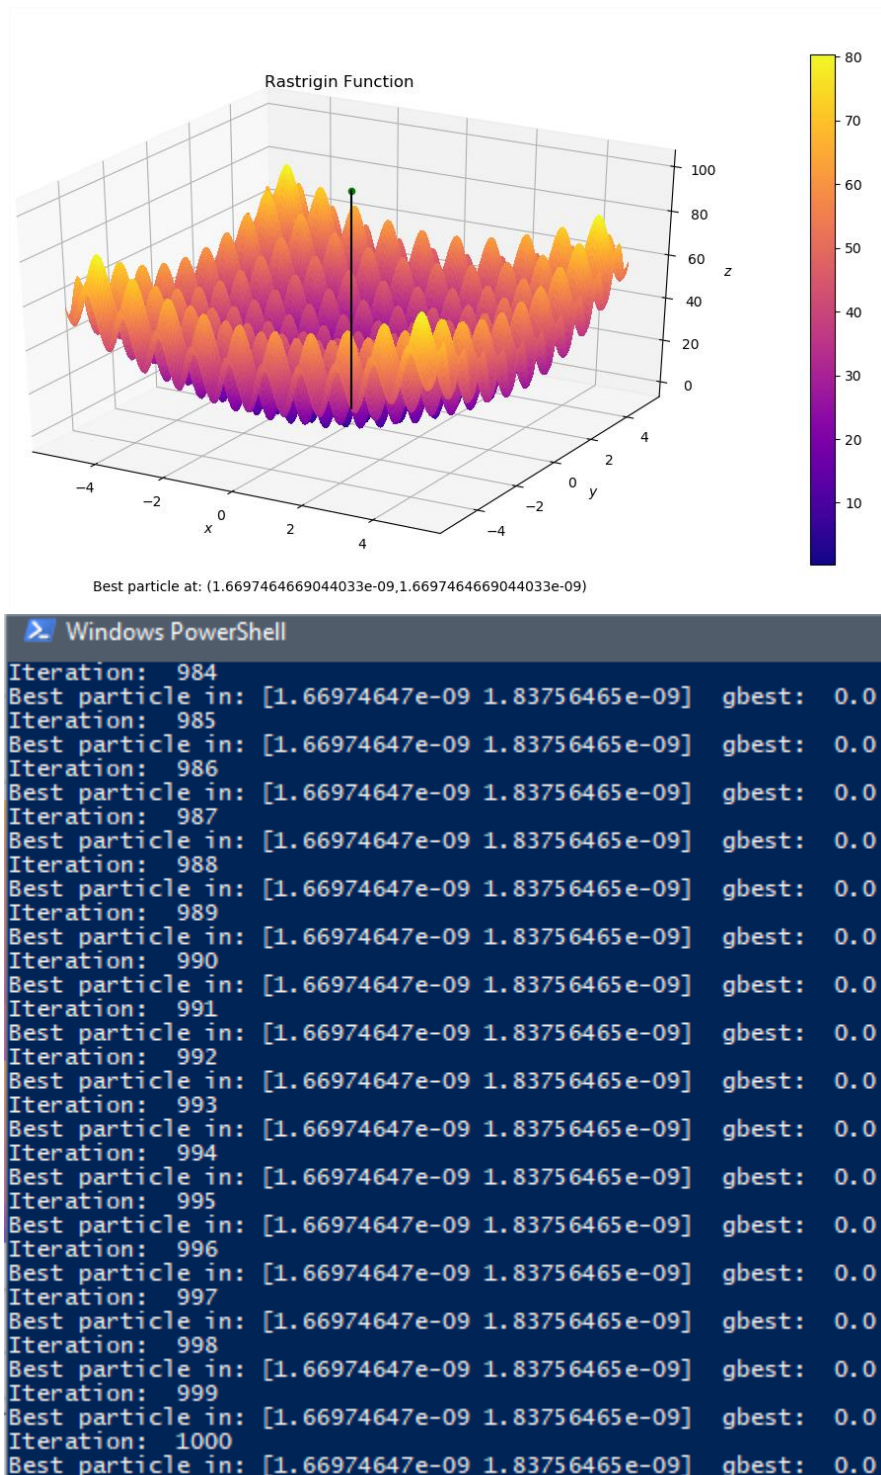 Rastrigin Function
80
70
60
50
40
30
20
10
100
80
60
40
20
0
z
−4
−2
0
2
4
x
−4
−2
0
2
4
y
Best particle at: (1.6697464669044033e-09,1.6697464669044033e-09)
Windows PowerShell
Iteration:  984
Best particle in: [1.66974647e-09 1.83756465e-09]  gbest:  0.0
Iteration:  985
Best particle in: [1.66974647e-09 1.83756465e-09]  gbest:  0.0
Iteration:  986
Best particle in: [1.66974647e-09 1.83756465e-09]  gbest:  0.0
Iteration:  987
Best particle in: [1.66974647e-09 1.83756465e-09]  gbest:  0.0
Iteration:  988
Best particle in: [1.66974647e-09 1.83756465e-09]  gbest:  0.0
Iteration:  989
Best particle in: [1.66974647e-09 1.83756465e-09]  gbest:  0.0
Iteration:  990
Best particle in: [1.66974647e-09 1.83756465e-09]  gbest:  0.0
Iteration:  991
Best particle in: [1.66974647e-09 1.83756465e-09]  gbest:  0.0
Iteration:  992
Best particle in: [1.66974647e-09 1.83756465e-09]  gbest:  0.0
Iteration:  993
Best particle in: [1.66974647e-09 1.83756465e-09]  gbest:  0.0
Iteration:  994
Best particle in: [1.66974647e-09 1.83756465e-09]  gbest:  0.0
Iteration:  995
Best particle in: [1.66974647e-09 1.83756465e-09]  gbest:  0.0
Iteration:  996
Best particle in: [1.66974647e-09 1.83756465e-09]  gbest:  0.0
Iteration:  997
Best particle in: [1.66974647e-09 1.83756465e-09]  gbest:  0.0
Iteration:  998
Best particle in: [1.66974647e-09 1.83756465e-09]  gbest:  0.0
Iteration:  999
Best particle in: [1.66974647e-09 1.83756465e-09]  gbest:  0.0
Iteration:  1000
Best particle in: [1.66974647e-09 1.83756465e-09]  gbest:  0.0